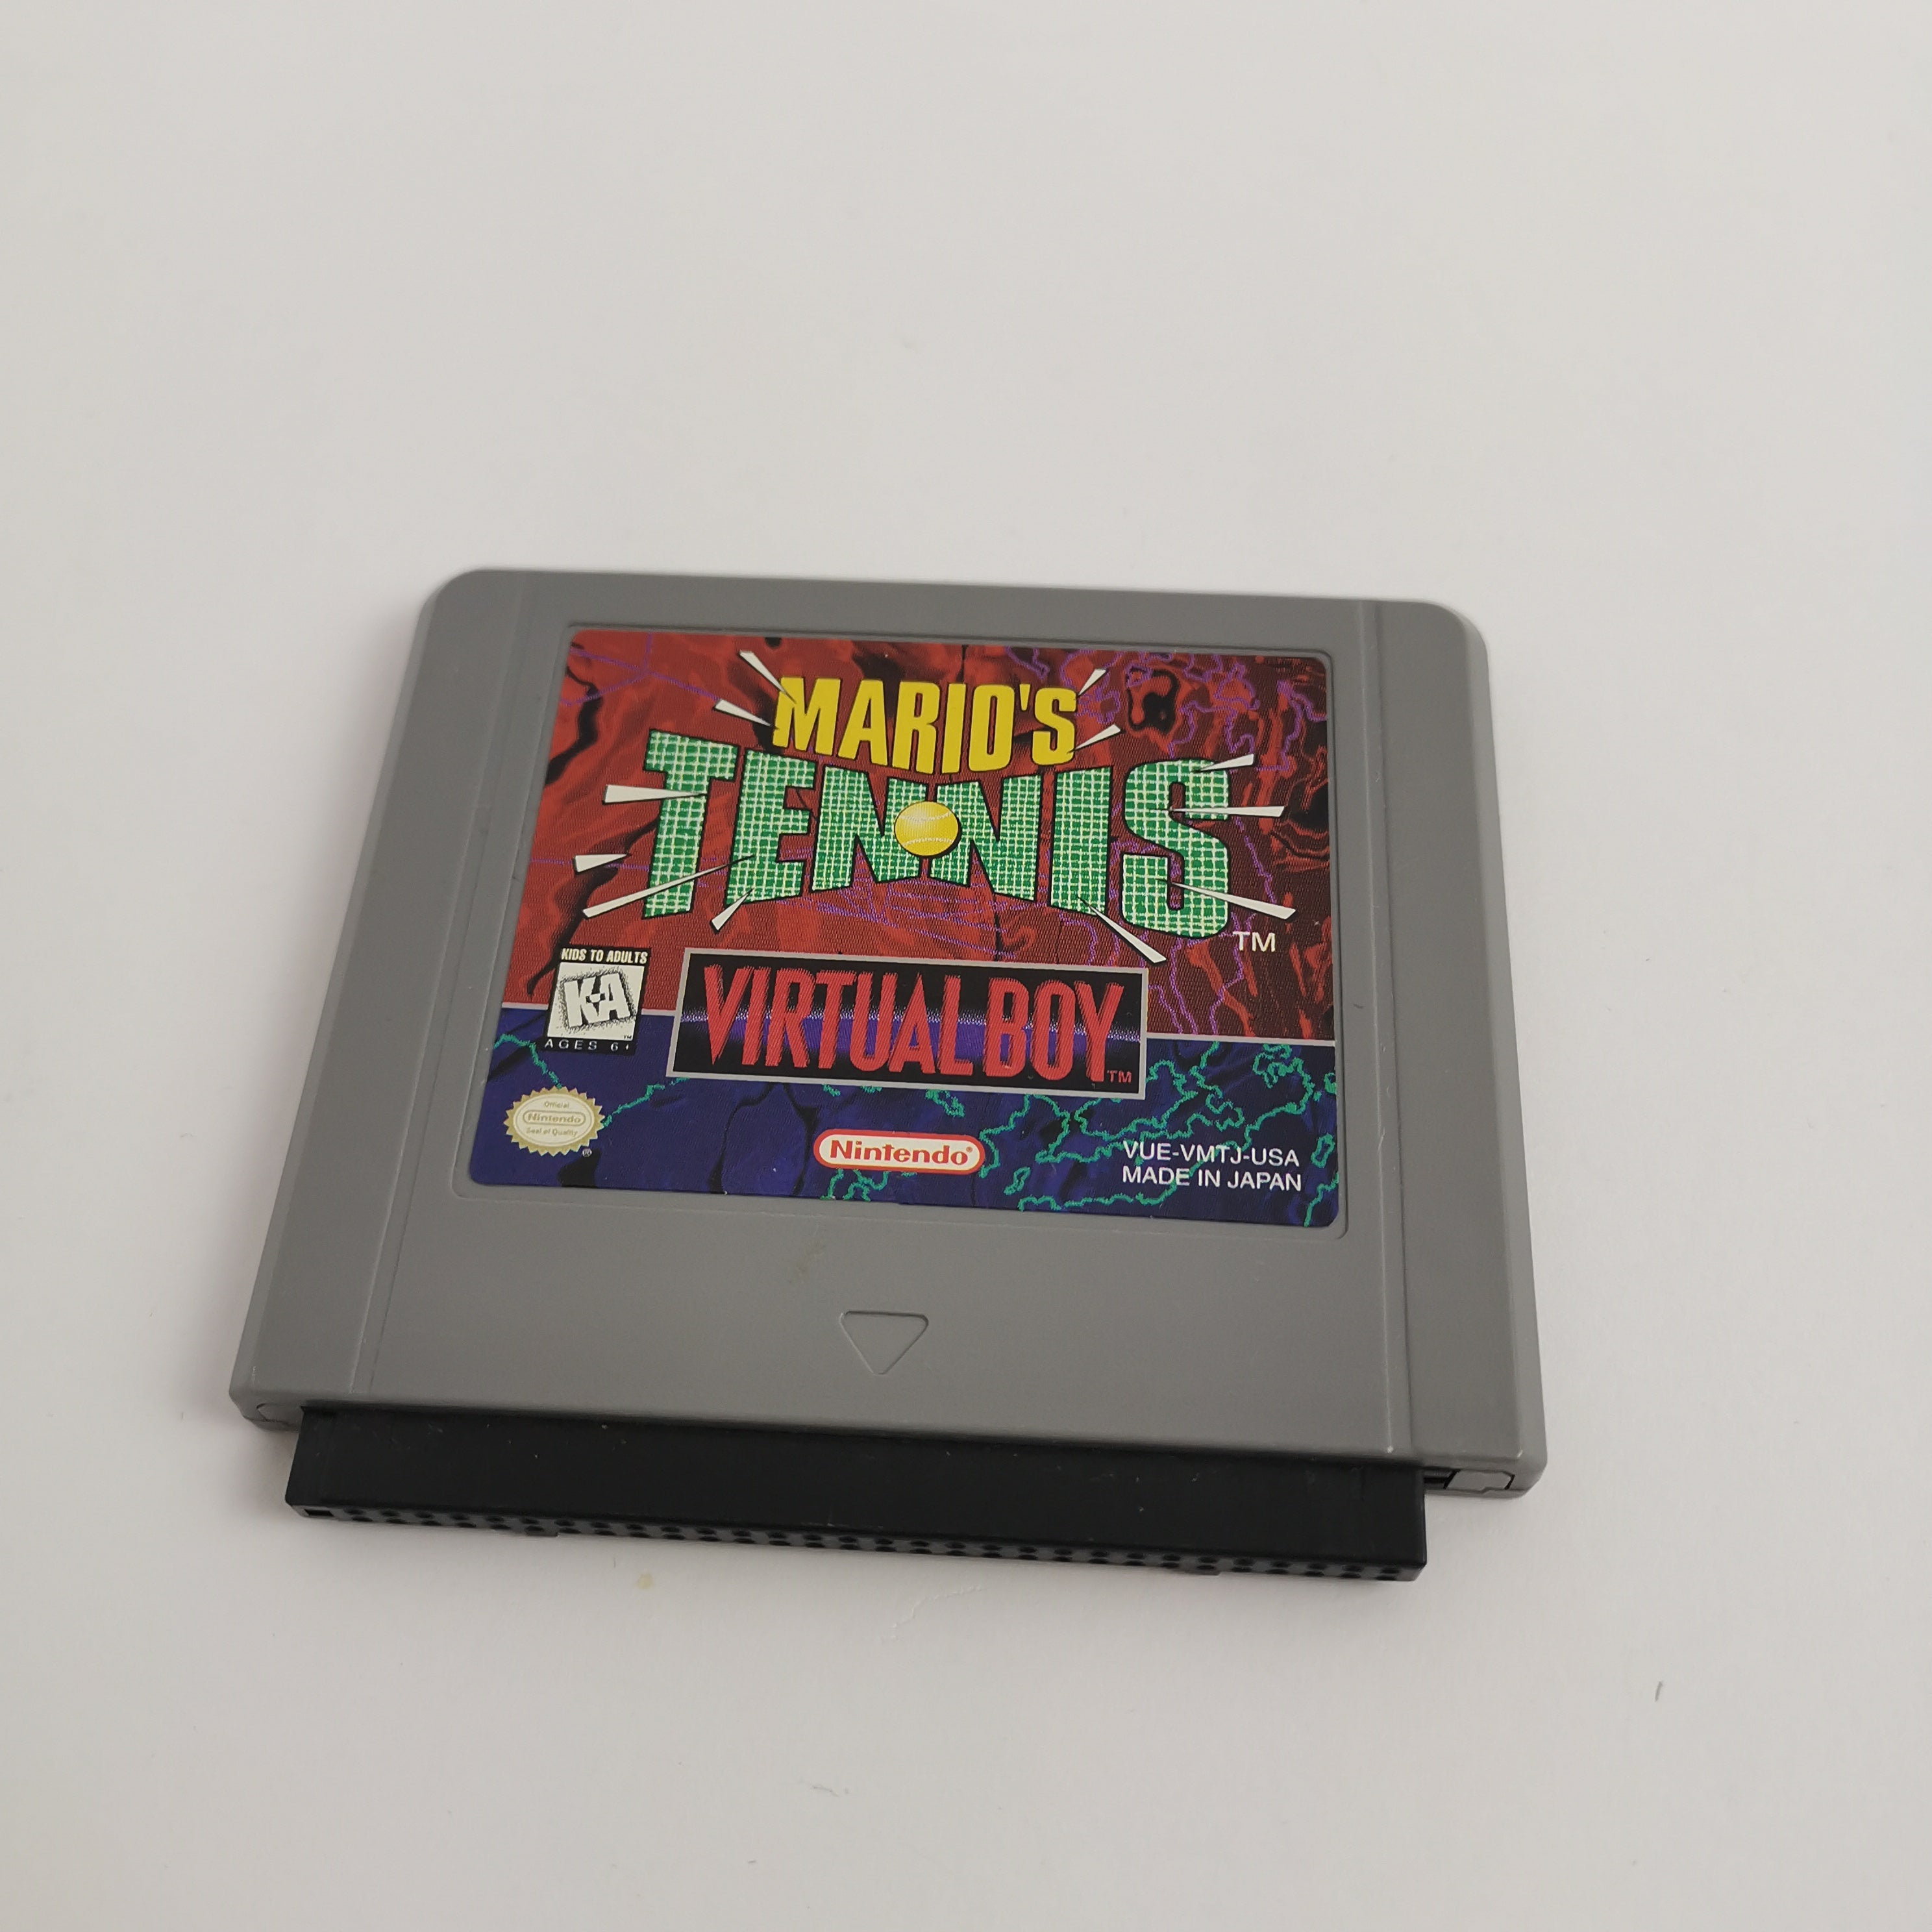 MARIO'S
TENNIS
TM
KIDS TO ADULTS
K-A
TM
AGES 6+
VIRTUAL BOY
TM
Official
Nintendo
Seal of Quality
®
Nintendo®
VUE-VMTJ-USA
MADE IN JAPAN